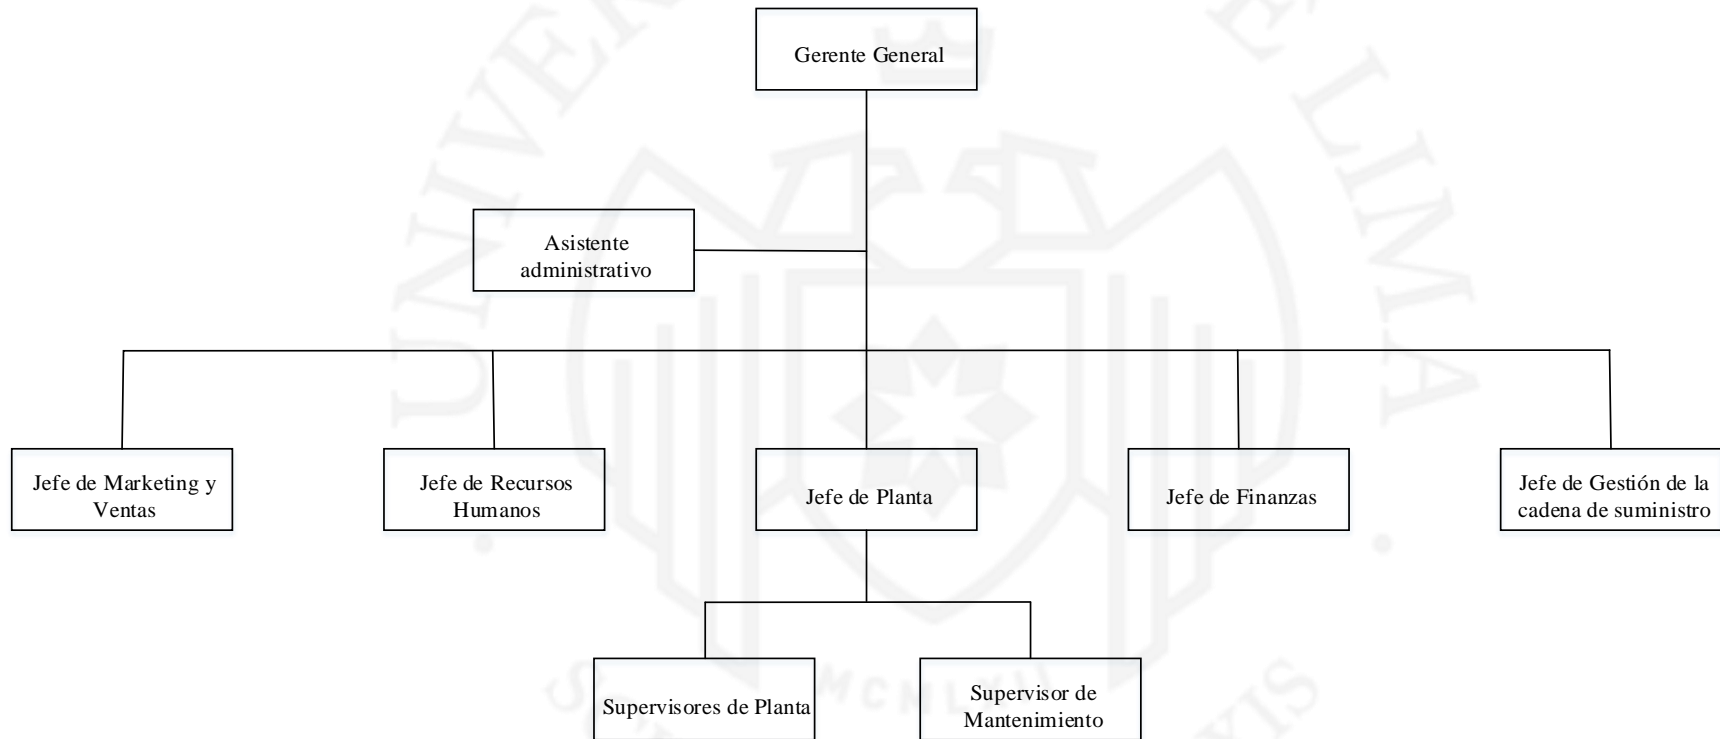 Gerente General
Asistente
administrativo
Jefe de Marketing y
Ventas
Jefe de Recursos
Humanos
Jefe de Planta
Jefe de Finanzas
Jefe de Gestión de la
cadena de suministro
Supervisores de Planta
Supervisor de
Mantenimiento
MCMLXII